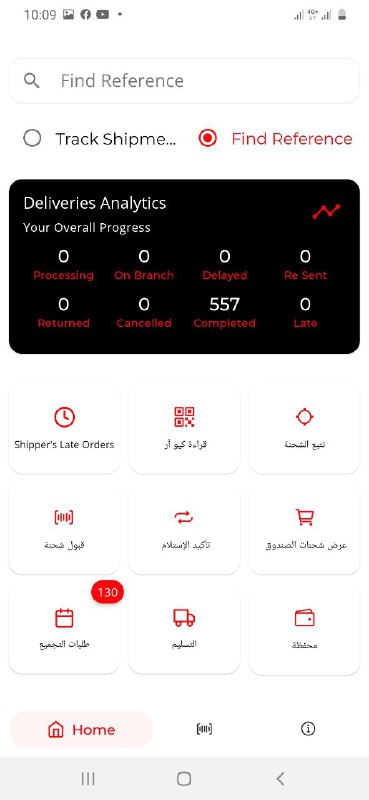 10:09
4G+
Find Reference
Track Shipme...
Find Reference
Deliveries Analytics
Your Overall Progress
0 0 0 0
Processing On Branch Delayed Re Sent
0 0 557 0
Returned Cancelled Completed Late
Shipper's Late Orders
قراءة كيو أر
تتبع الشحنة
قبول شحنة
تأكيد الإستلام
عرض شحنات الصندوق
130
طلبات التجميع
التسليم
محفظة
Home